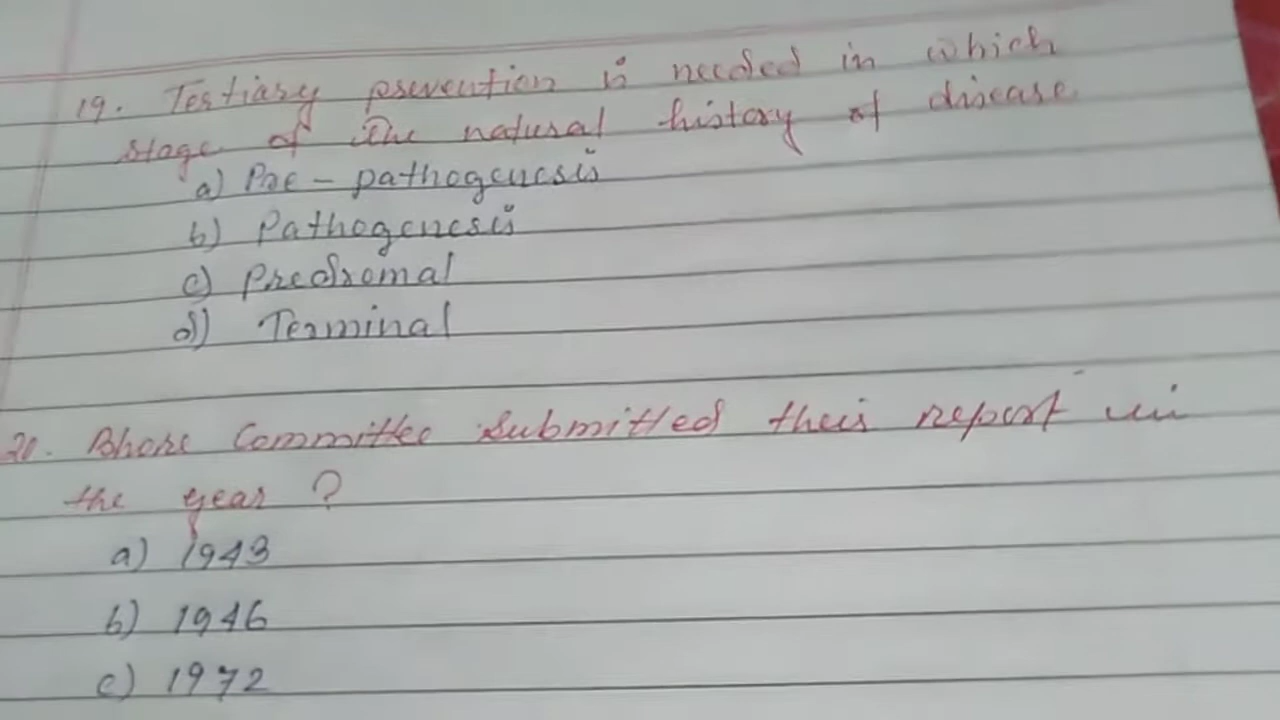 19. Tertiary prevention is needed in which
stage of the natural history of disease
a) Pre - pathogenesis
b) Pathogenesis
c) Prodromal
d) Terminal
20. Bhore Committee submitted their report in
the year ?
a) 1943
b) 1946
c) 1972